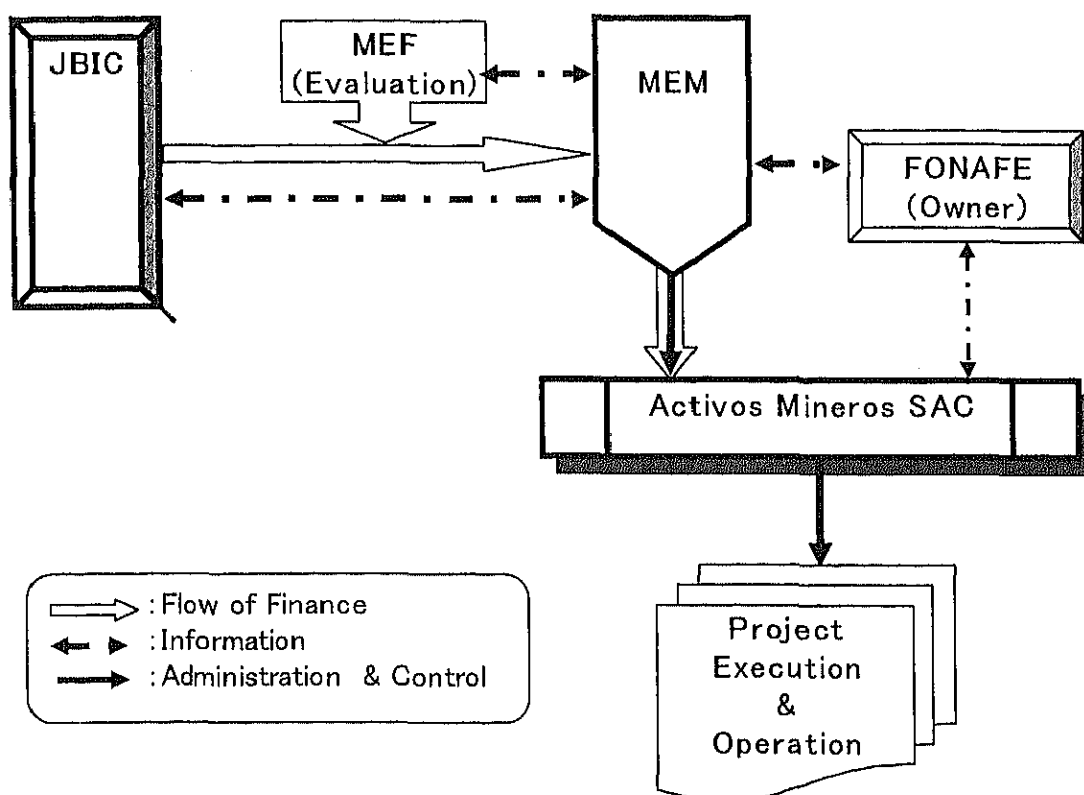 JBIC
MEF
(Evaluation)
MEM
FONAFE
(Owner)
Activos Mineros SAC
: Flow of Finance
: Information
: Administration & Control
Project
Execution
&
Operation